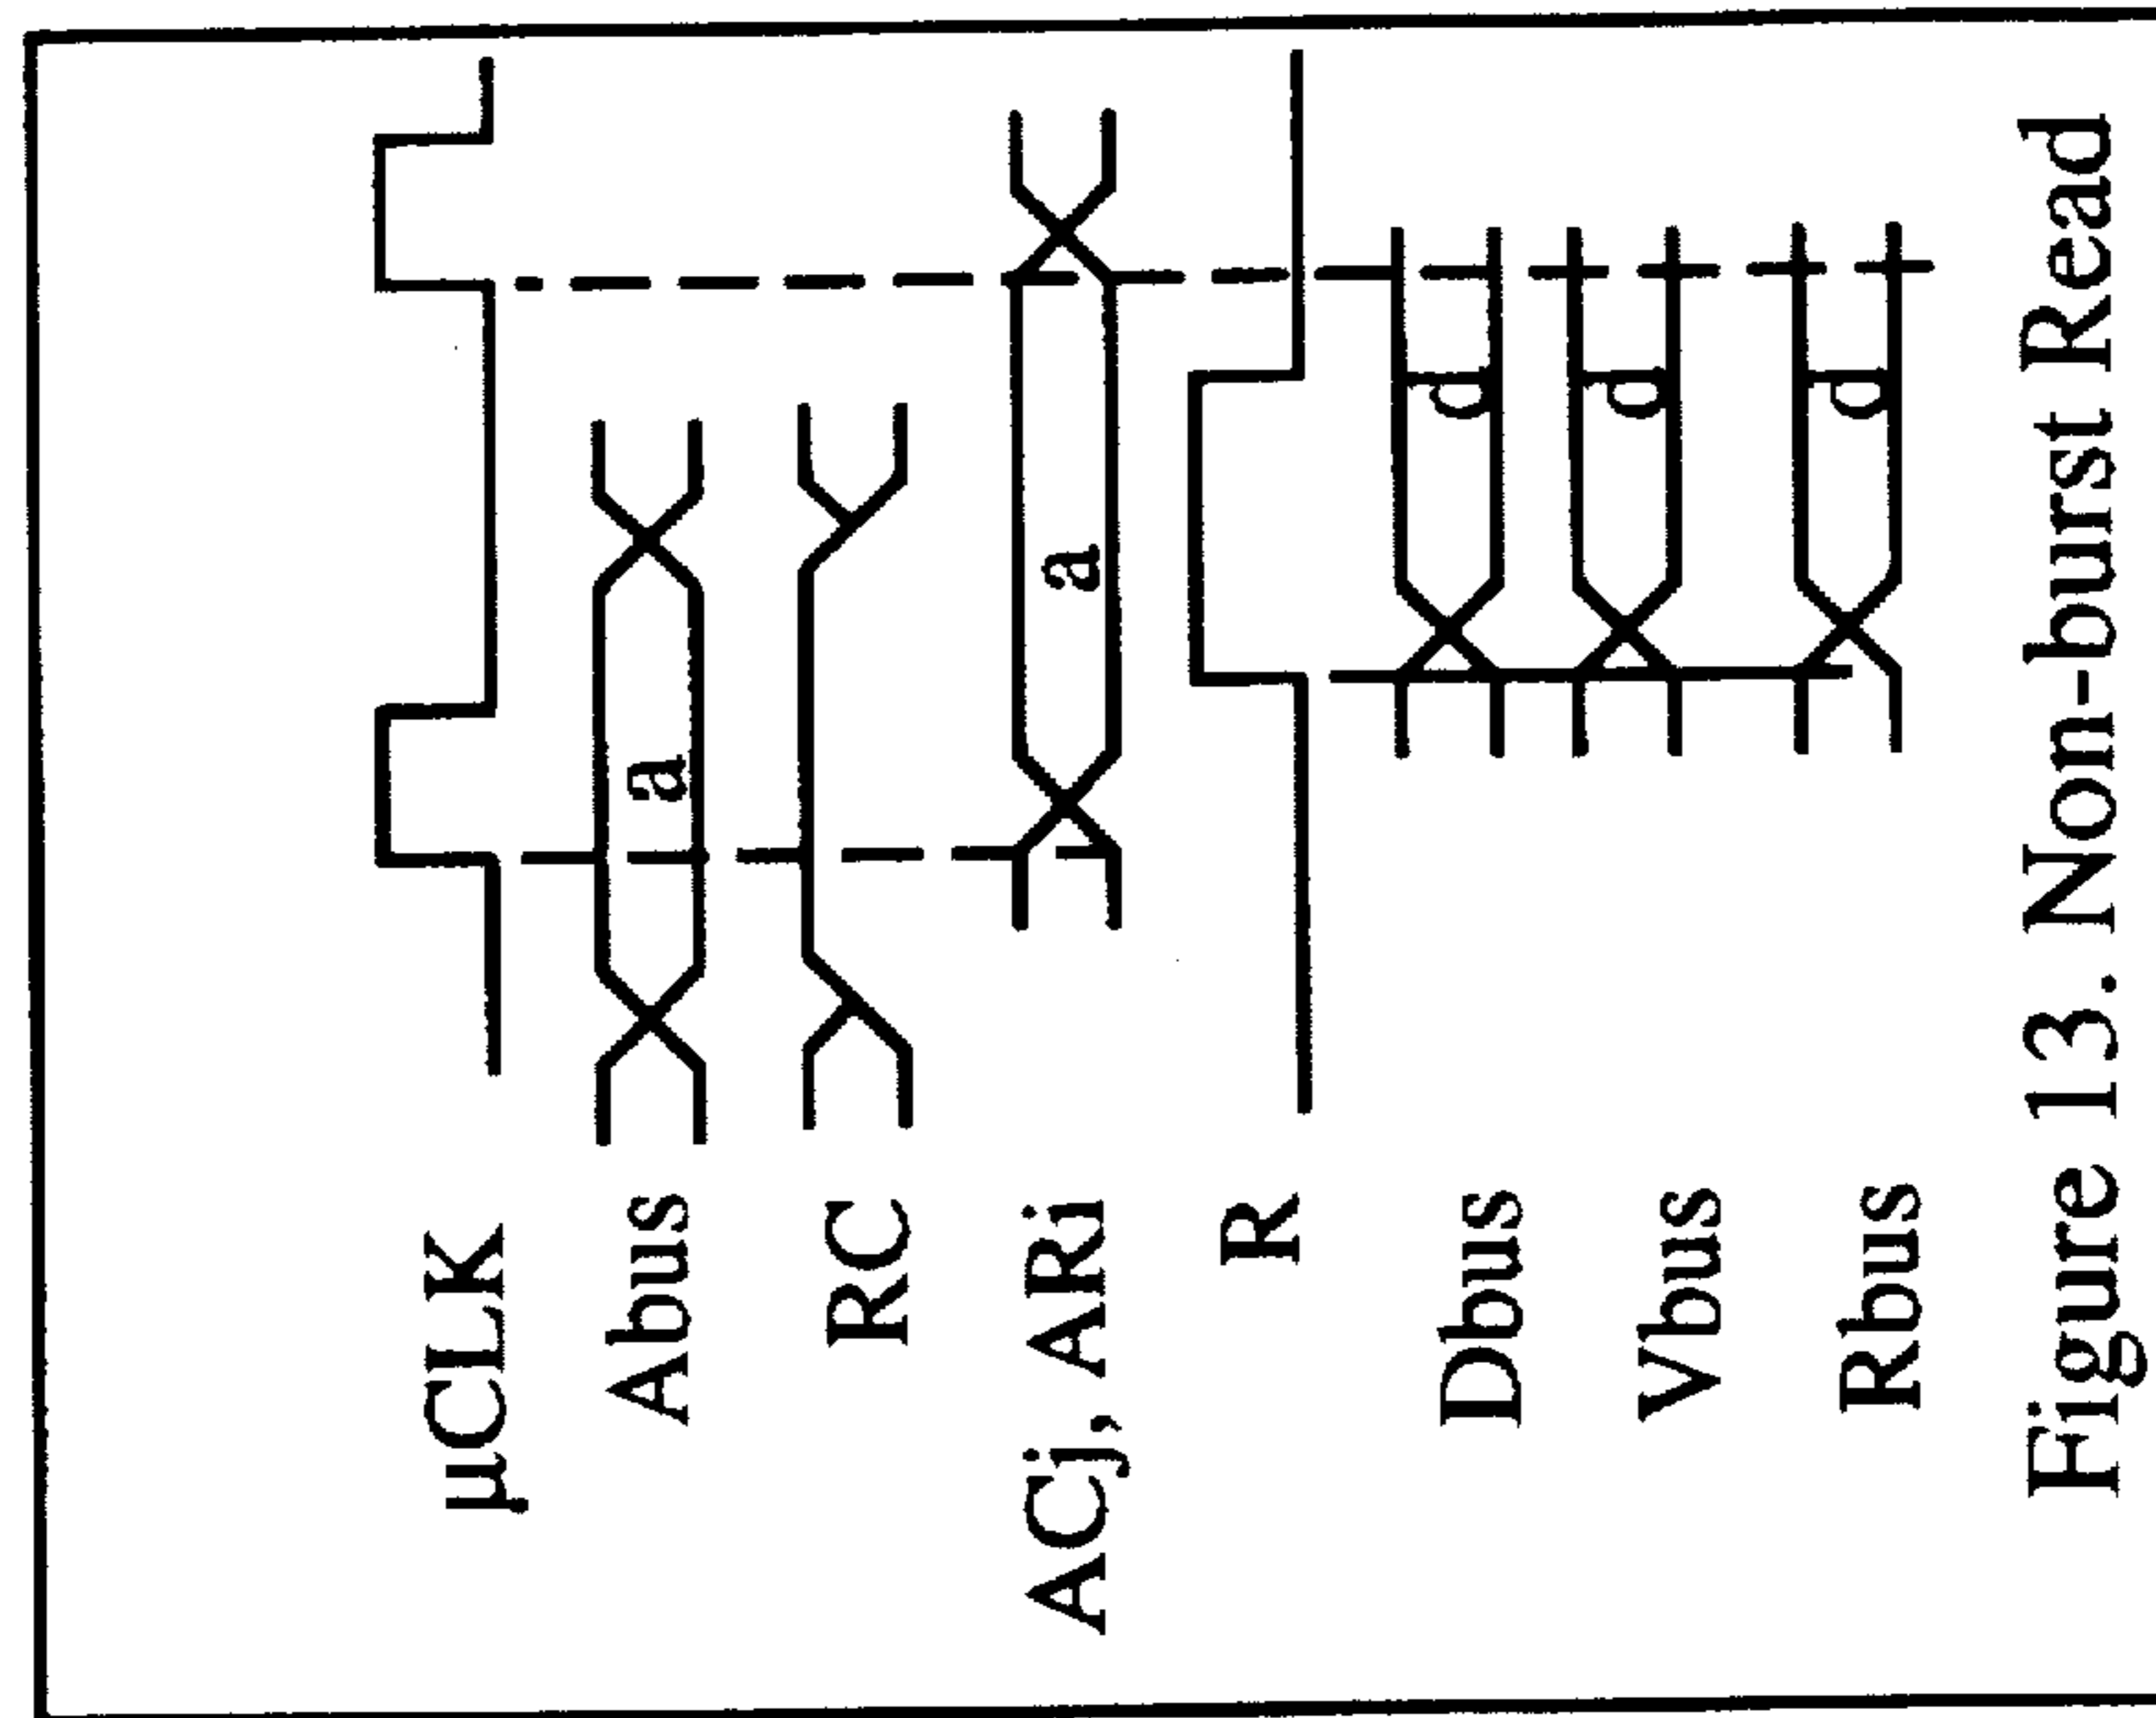 µCLK
Abus a
RC
ACj, ARi a
R
Dbus d
Vbus d
Rbus d
Figure 13. Non-burst Read